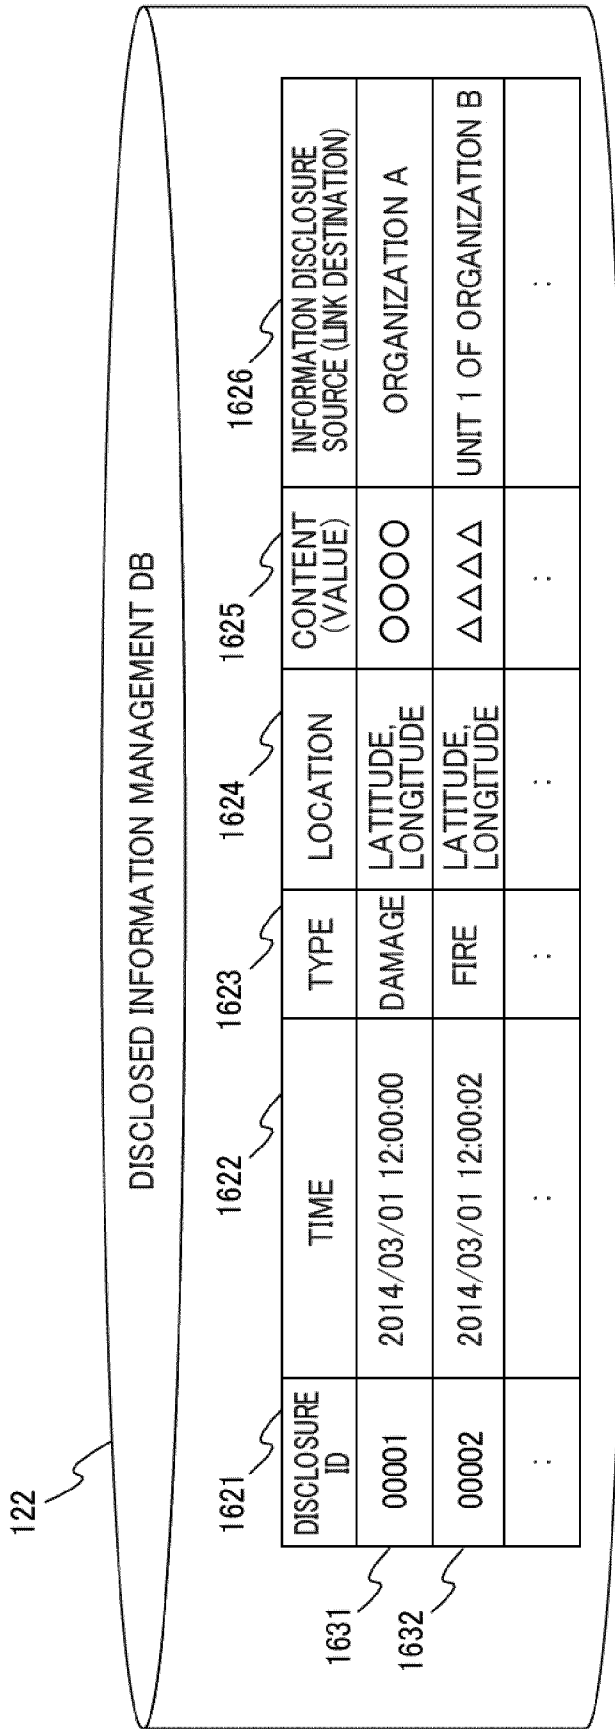 122
DISCLOSED INFORMATION MANAGEMENT DB
1621
1622
1623
1624
1625
1626
DISCLOSURE
ID
TIME
TYPE
LOCATION
CONTENT
(VALUE)
INFORMATION DISCLOSURE
SOURCE (LINK DESTINATION)
1631
00001
2014/03/01 12:00:00
DAMAGE
LATITUDE,
LONGITUDE
○○○○
ORGANIZATION A
1632
00002
2014/03/01 12:00:02
FIRE
LATITUDE,
LONGITUDE
△△△△
UNIT 1 OF ORGANIZATION B
:
:
:
:
:
: